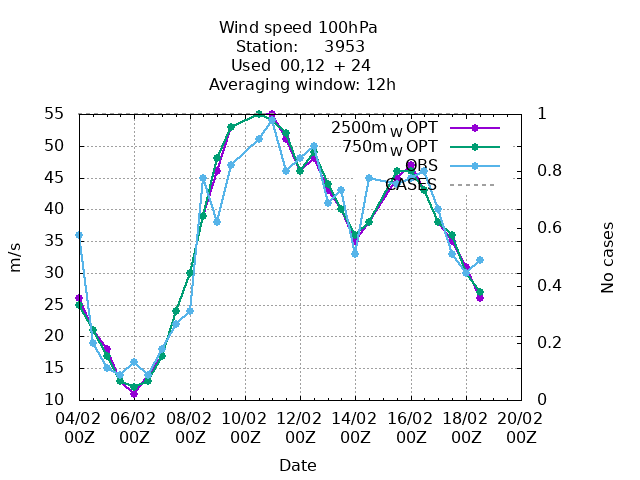 Wind speed 100hPa
Station: 3953
Used 00,12 + 24
Averaging window: 12h
55
50
45
40
35
30
25
20
15
10
m/s
1
0.8
0.6
0.4
0.2
0
No cases
2500m W OPT
750m W OPT
OBS
CASES
04/02 06/02 08/02 10/02 12/02 14/02 16/02 18/02 20/02
00Z 00Z 00Z 00Z 00Z 00Z 00Z 00Z 00Z
Date